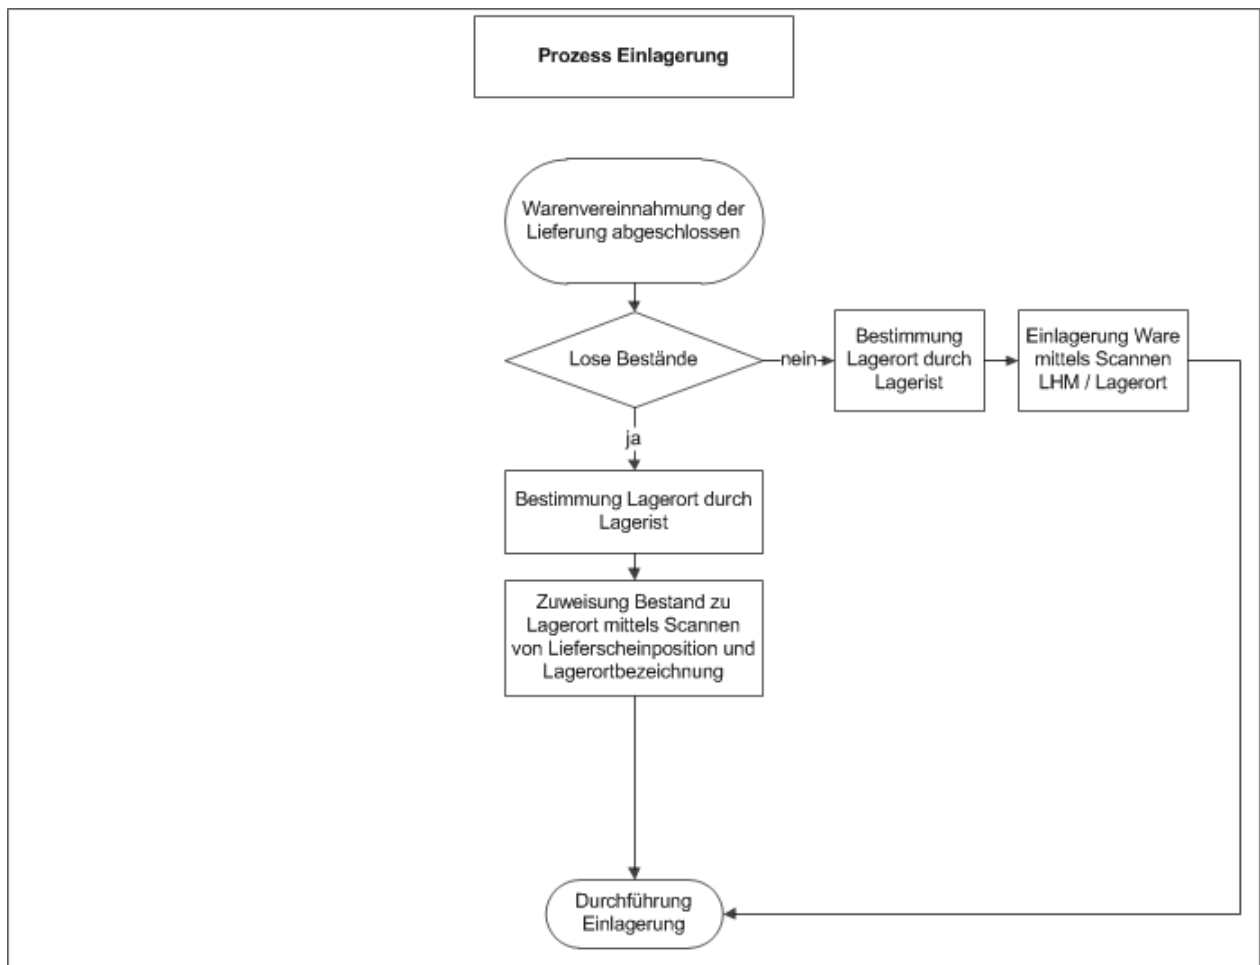 Prozess Einlagerung
Warenvereinnahmung der
Lieferung abgeschlossen
Lose Bestände
nein
Bestimmung
Lagerort durch
Lagerist
Einlagerung Ware
mittels Scannen
LHM / Lagerort
ja
Bestimmung Lagerort durch
Lagerist
Zuweisung Bestand zu
Lagerort mittels Scannen
von Lieferscheinposition und
Lagerortbezeichnung
Durchführung
Einlagerung